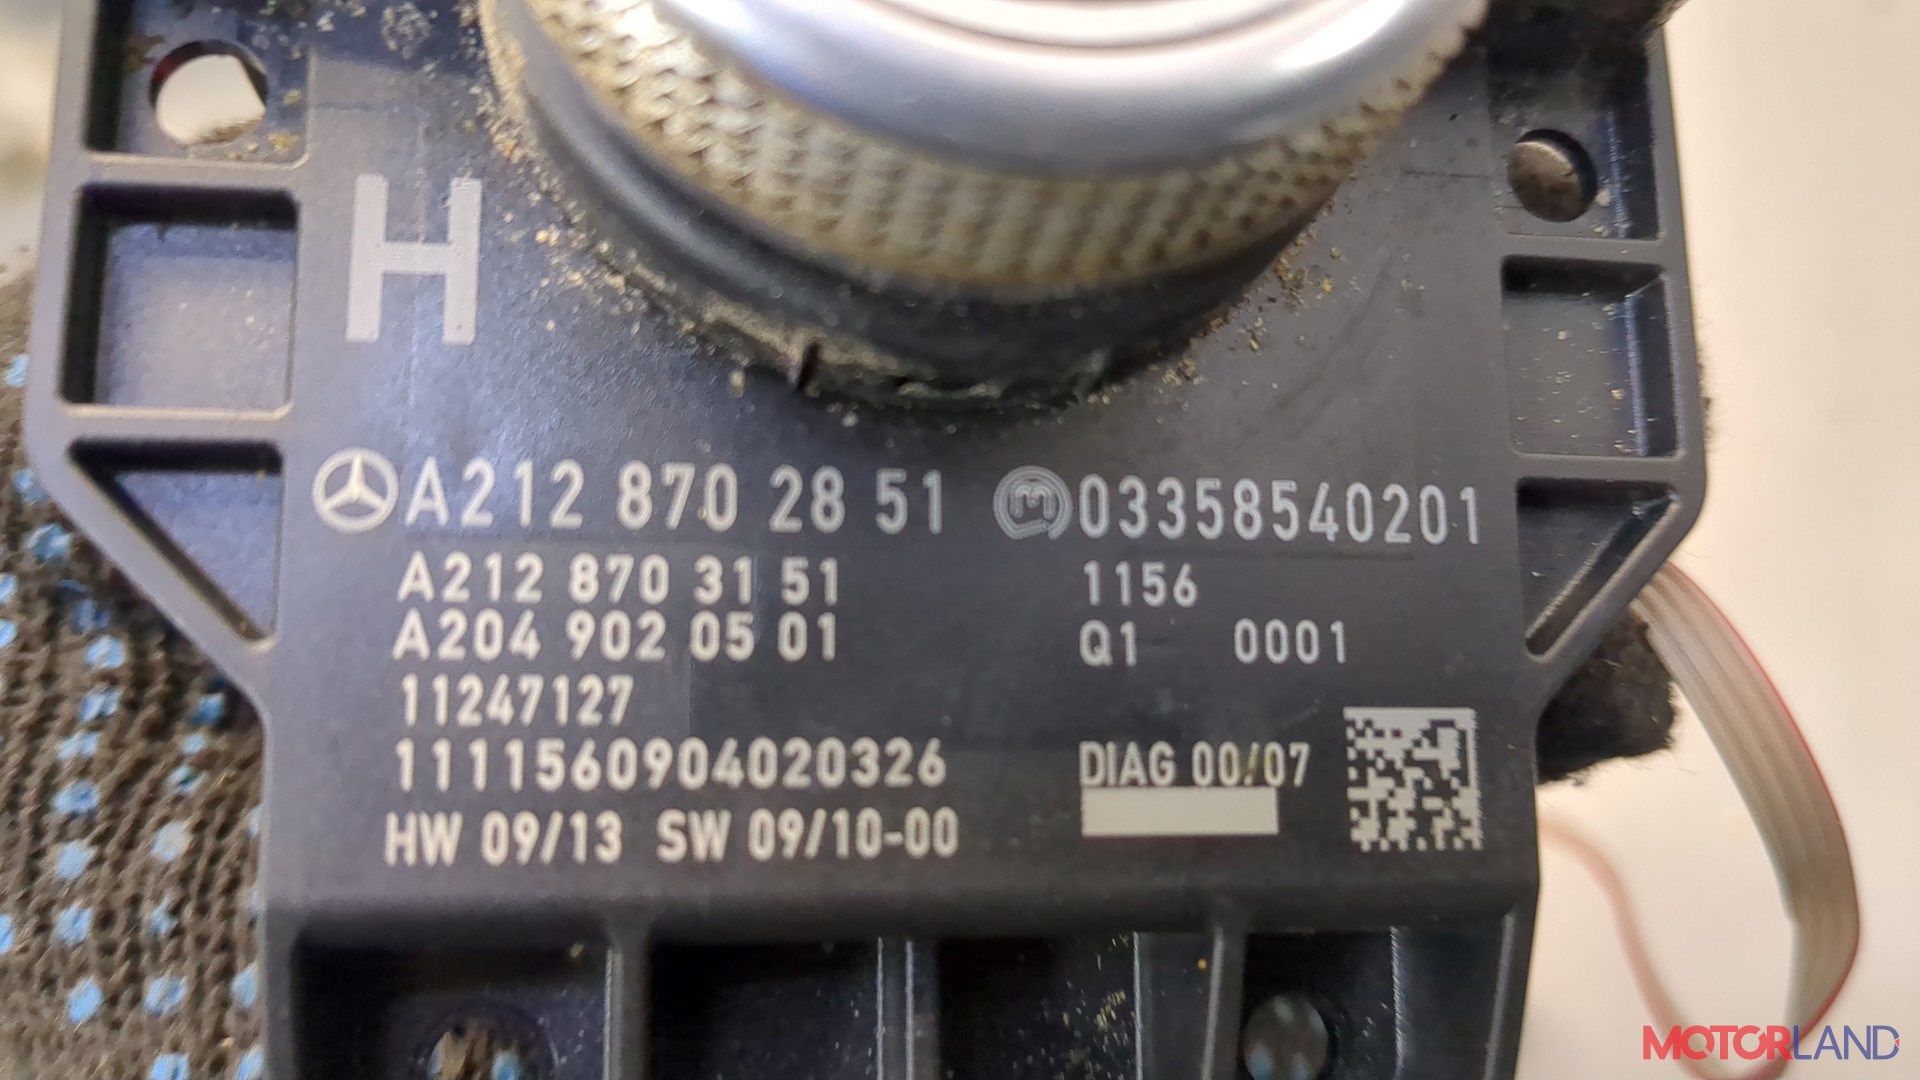 H
A212 870 28 51 03358540201
A212 870 31 51 1156
A204 902 05 01 Q1 0001
11247127
1111560904020326 DIAG 00/07
HW 09/13 SW 09/10-00
MOTORLAND